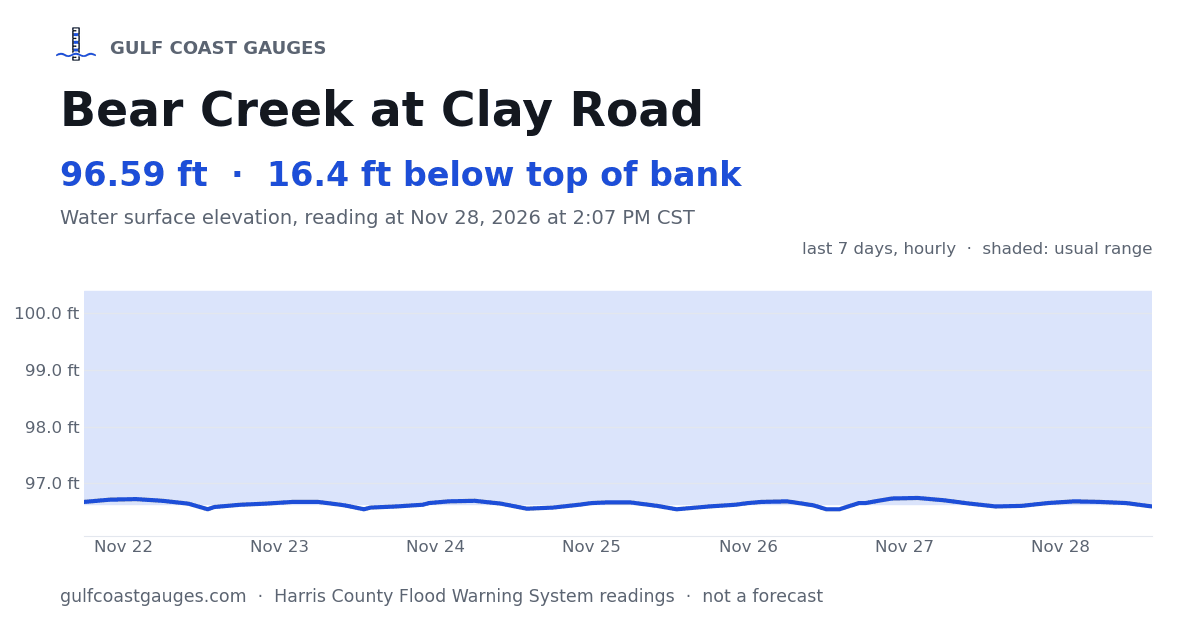 GULF COAST GAUGES
Bear Creek at Clay Road
96.59 ft · 16.4 ft below top of bank
Water surface elevation, reading at Nov 28, 2026 at 2:07 PM CST
last 7 days, hourly · shaded: usual range
100.0 ft
99.0 ft
98.0 ft
97.0 ft
Nov 22 Nov 23 Nov 24 Nov 25 Nov 26 Nov 27 Nov 28
gulfcoastgauges.com · Harris County Flood Warning System readings · not a forecast